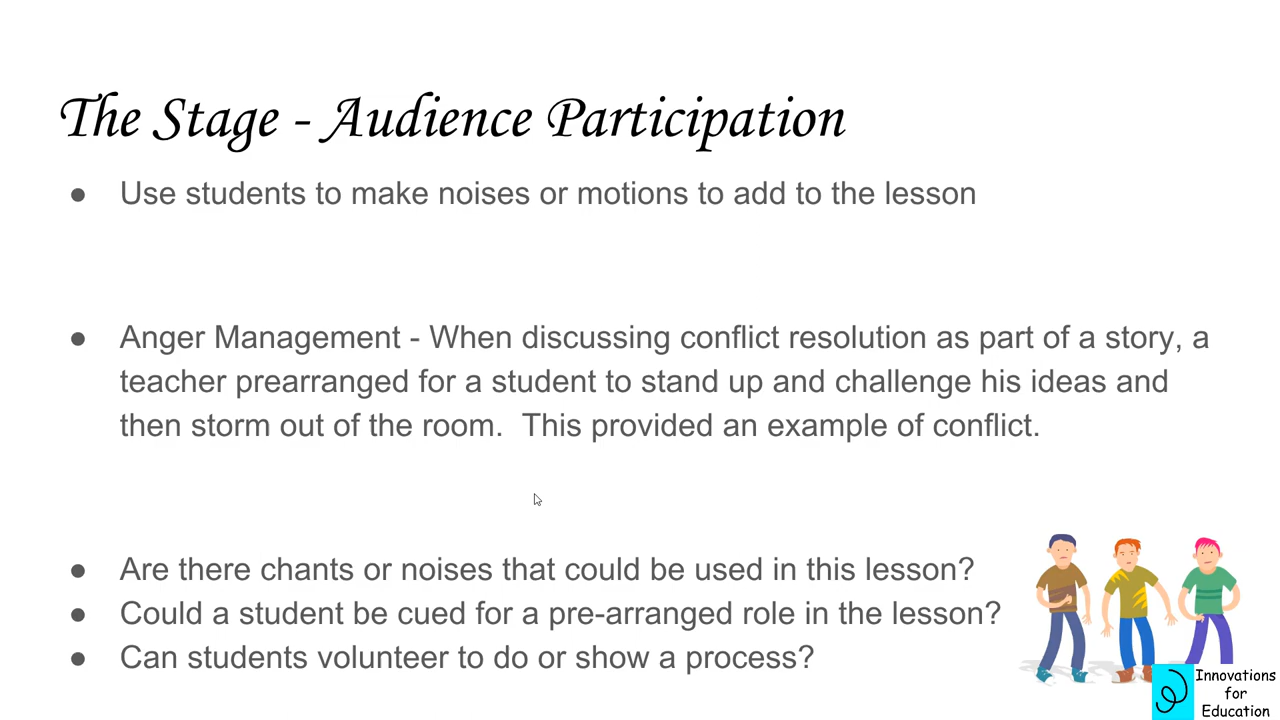 The Stage - Audience Participation
● Use students to make noises or motions to add to the lesson
● Anger Management - When discussing conflict resolution as part of a story, a
teacher prearranged for a student to stand up and challenge his ideas and
then storm out of the room.  This provided an example of conflict.
● Are there chants or noises that could be used in this lesson?
● Could a student be cued for a pre-arranged role in the lesson?
● Can students volunteer to do or show a process?
Innovations
for
Education